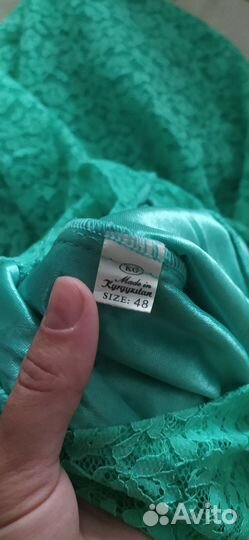 KG
Made in
Kyrgyzstan
SIZE: 48
Avito